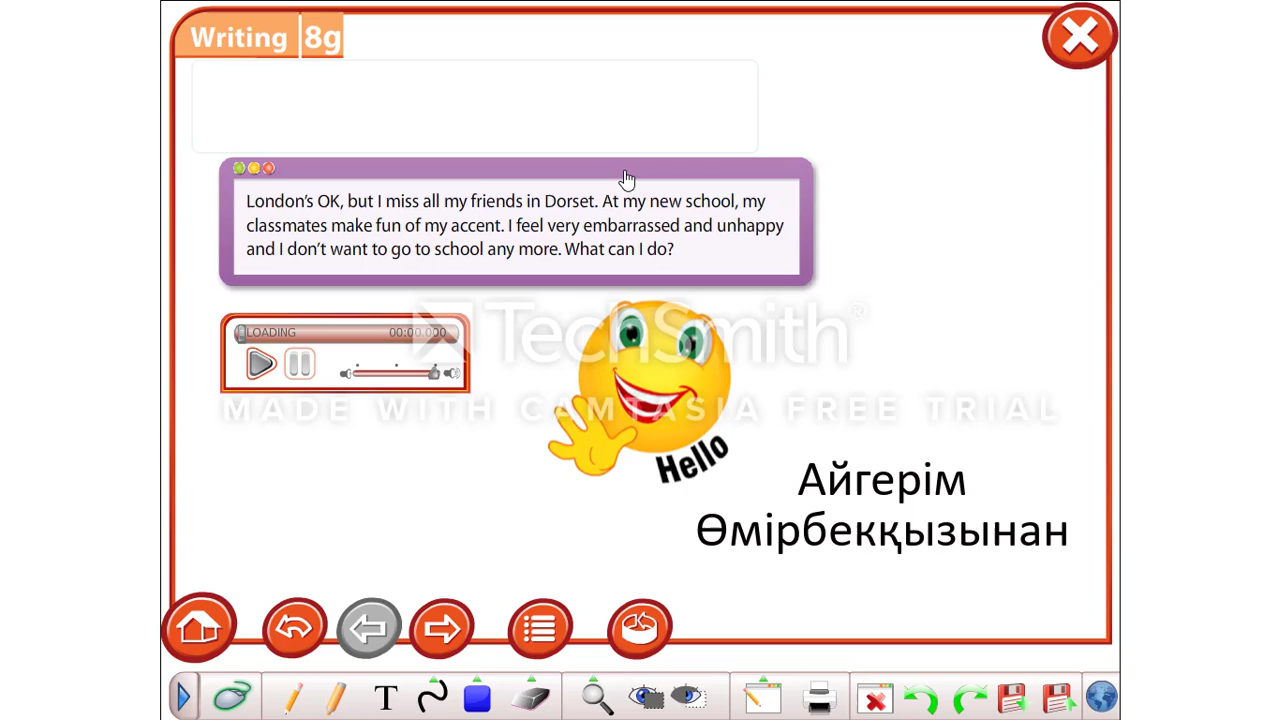 Writing 8g
London's OK, but I miss all my friends in Dorset. At my new school, my
classmates make fun of my accent. I feel very embarrassed and unhappy
and I don't want to go to school any more. What can I do?
LOADING 00:00.000
TechSmith®
MADE WITH CAMTASIA FREE TRIAL
Hello
Айгерім
Өмірбекқызынан
T